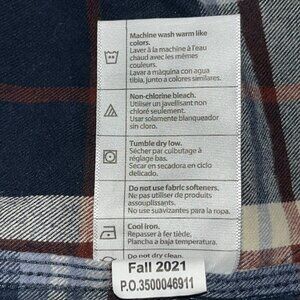 Machine wash warm like
colors.
Laver à la machine à l'eau
chaud avec les mêmes
couleurs.
Lavar a máquina con agua
tibia, junto a colores similares.
Non-chlorine bleach.
Utiliser un javellisant non
chloré seulement.
Usar solamente blanqueador
sin cloro.
Tumble dry low.
Sécher par culbutage à
réglage bas.
Secar en secadora en ciclo
delicado.
Do not use fabric softeners.
Ne pas utiliser de produits
assouplissants.
No use suavizantes para la ropa.
Cool iron.
Repasser à fer tiède.
Plancha a baja temperatura.
Do not dry clean.
Fall 2021
P.O.3500046911